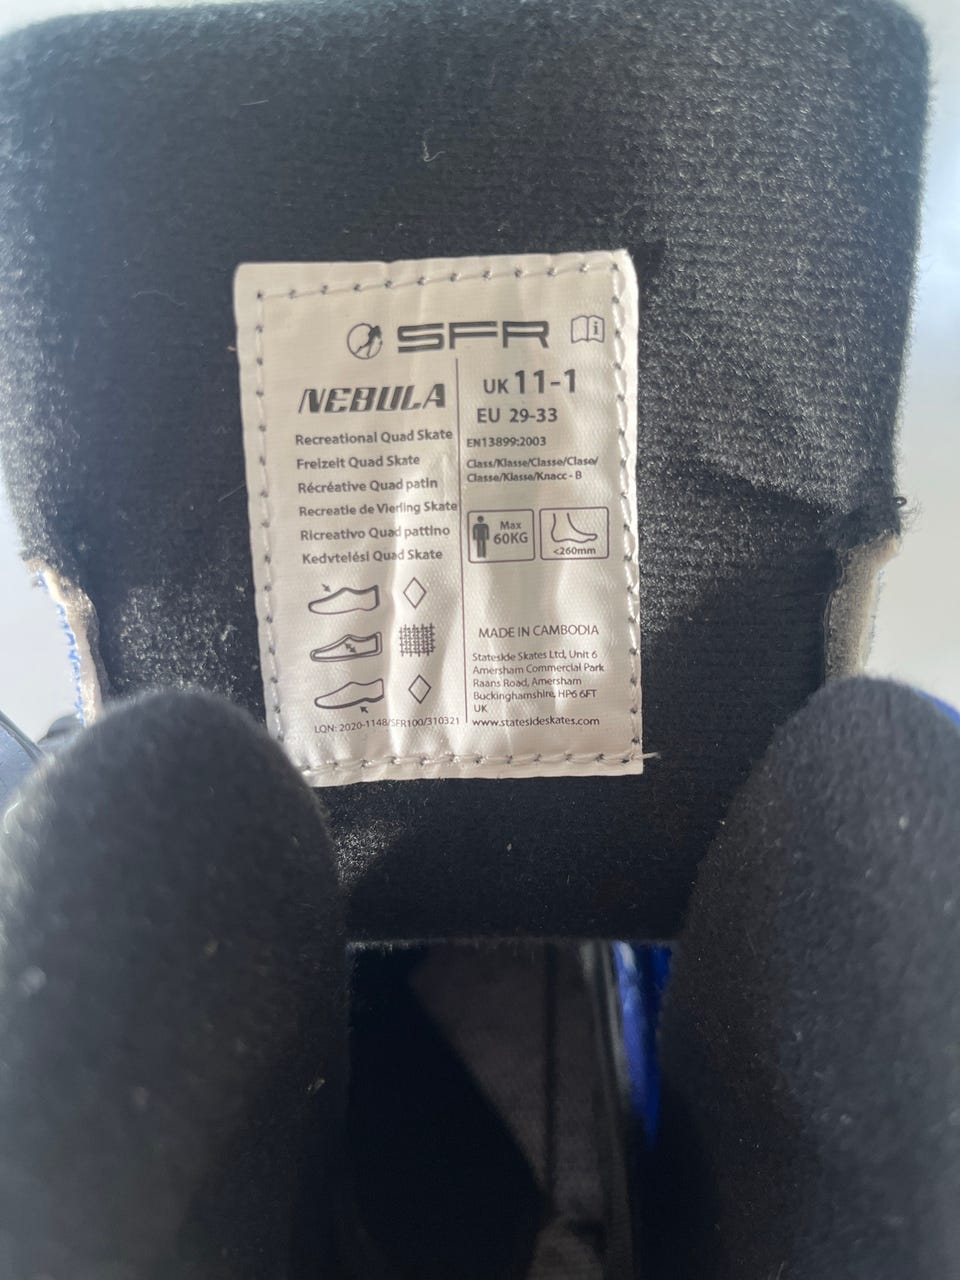 SFR
NEBULA
Recreational Quad Skate
Freizeit Quad Skate
Récréative Quad patin
Recreatie de Vierling Skate
Ricreativo Quad pattino
Kedvtelési Quad Skate
LQN: 2020-1148/SFR100/310321
UK 11-1
EU 29-33
EN13899:2003
Class/Klasse/Classe/Clase/
Classe/Klasse/Knacc - B
Max
60KG
<260mm
MADE IN CAMBODIA
Stateside Skates Ltd, Unit 6
Amersham Commercial Park
Raans Road, Amersham
Buckinghamshire, HP6 6FT
UK
www.statesideskates.com